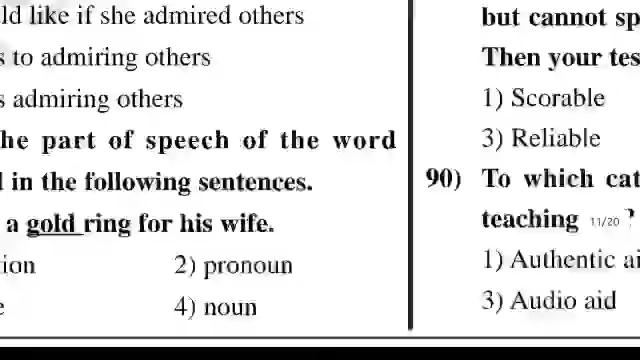 ld like if she admired others
s to admiring others
s admiring others
he part of speech of the word
in the following sentences.
a gold ring for his wife.
ion
2) pronoun
e
4) noun
but cannot sp
Then your tes
1) Scorable
3) Reliable
90) To which cat
teaching 11/20 ?
1) Authentic ai
3) Audio aid